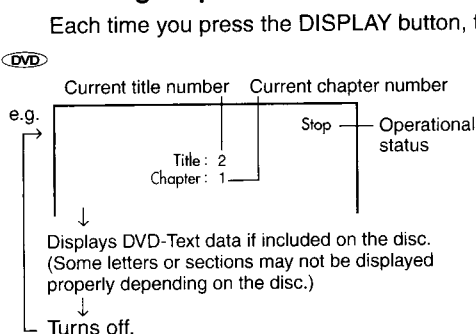 Each time you press the DISPLAY button, t
DVD
Current title number Current chapter number
e.g.
Stop Operational
status
Title : 2
Chapter : 1
Displays DVD-Text data if included on the disc.
(Some letters or sections may not be displayed
properly depending on the disc.)
Turns off.